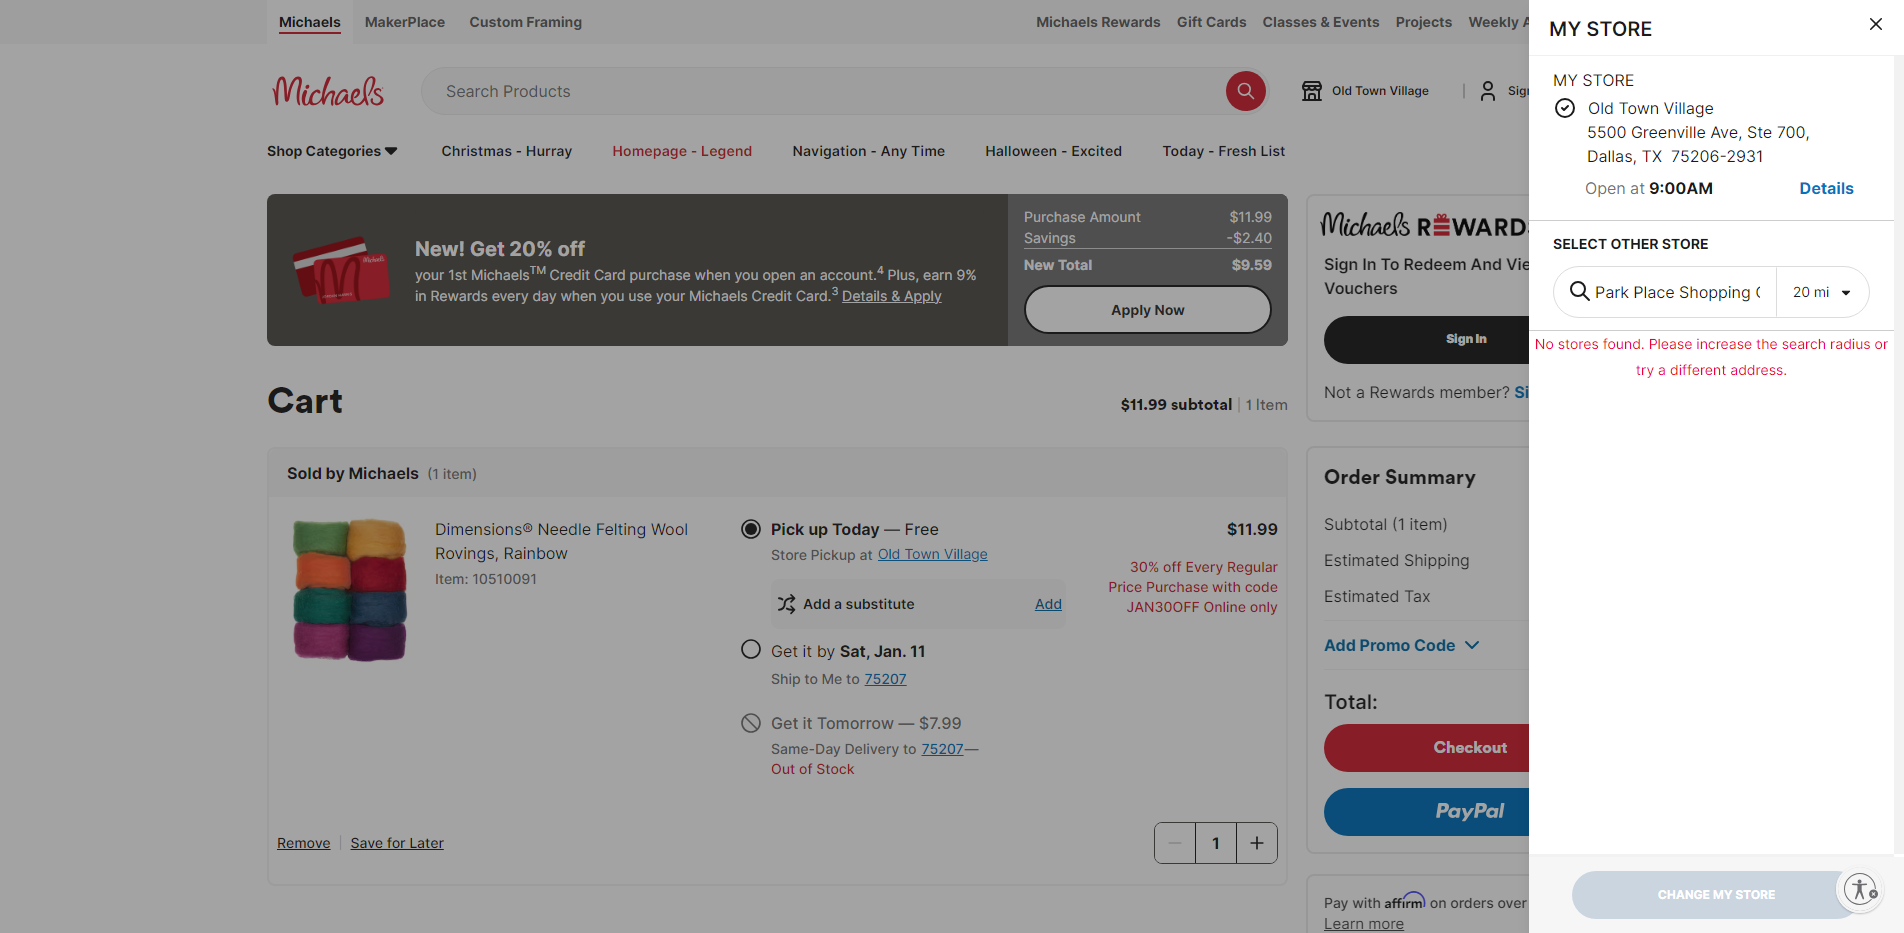 Michaels
MakerPlace
Custom Framing
Michaels Rewards
Gift Cards
Classes & Events
Projects
Weekly A
Michaels
Search Products
Old Town Village
Sign
Shop Categories
Christmas - Hurray
Homepage - Legend
Navigation - Any Time
Halloween - Excited
Today - Fresh List
New! Get 20% off
your 1st Michaels™ Credit Card purchase when you open an account.⁴ Plus, earn 9%
in Rewards every day when you use your Michaels Credit Card.³ Details & Apply
Purchase Amount $11.99
Savings -$2.40
New Total $9.59
Apply Now
Michaels REWARDS
Sign In To Redeem And Vie
Vouchers
Sign In
Not a Rewards member? Si
Cart
$11.99 subtotal | 1 Item
Sold by Michaels (1 item)
Dimensions® Needle Felting Wool
Rovings, Rainbow
Item: 10510091
Pick up Today — Free
Store Pickup at Old Town Village
Add a substitute Add
Get it by Sat, Jan. 11
Ship to Me to 75207
Get it Tomorrow — $7.99
Same-Day Delivery to 75207—
Out of Stock
$11.99
30% off Every Regular
Price Purchase with code
JAN30OFF Online only
Remove | Save for Later
1
Order Summary
Subtotal (1 item)
Estimated Shipping
Estimated Tax
Add Promo Code
Total:
Checkout
PayPal
Pay with affirm on orders over
Learn more
MY STORE
MY STORE
Old Town Village
5500 Greenville Ave, Ste 700,
Dallas, TX 75206-2931
Open at 9:00AM Details
SELECT OTHER STORE
Park Place Shopping C
20 mi
No stores found. Please increase the search radius or
try a different address.
CHANGE MY STORE